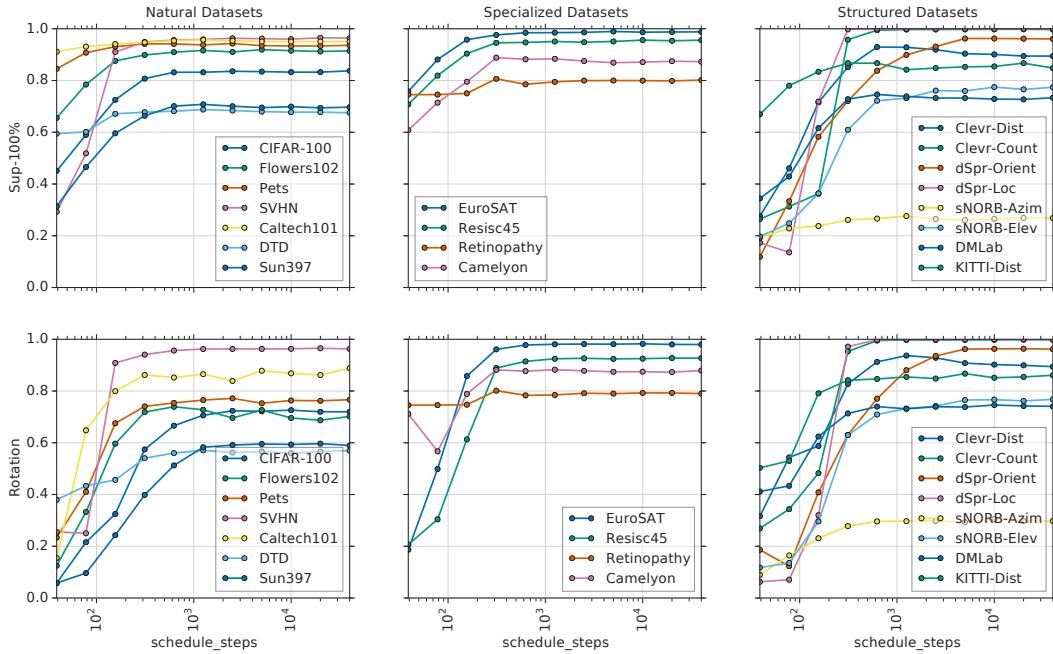 Natural Datasets
Specialized Datasets
Structured Datasets
Sup-100%
1.0
0.8
0.6
0.4
0.2
0.0
CIFAR-100
Flowers102
Pets
SVHN
Caltech101
DTD
Sun397
EuroSAT
Resisc45
Retinopathy
Camelyon
Clevr-Dist
Clevr-Count
dSpr-Orient
dSpr-Loc
sNORB-Azim
sNORB-Elev
DMLab
KITTI-Dist
Rotation
1.0
0.8
0.6
0.4
0.2
0.0
CIFAR-100
Flowers102
Pets
SVHN
Caltech101
DTD
Sun397
EuroSAT
Resisc45
Retinopathy
Camelyon
Clevr-Dist
Clevr-Count
dSpr-Orient
dSpr-Loc
sNORB-Azim
sNORB-Elev
DMLab
KITTI-Dist
10²
10³
10⁴
10²
10³
10⁴
10²
10³
10⁴
schedule_steps
schedule_steps
schedule_steps